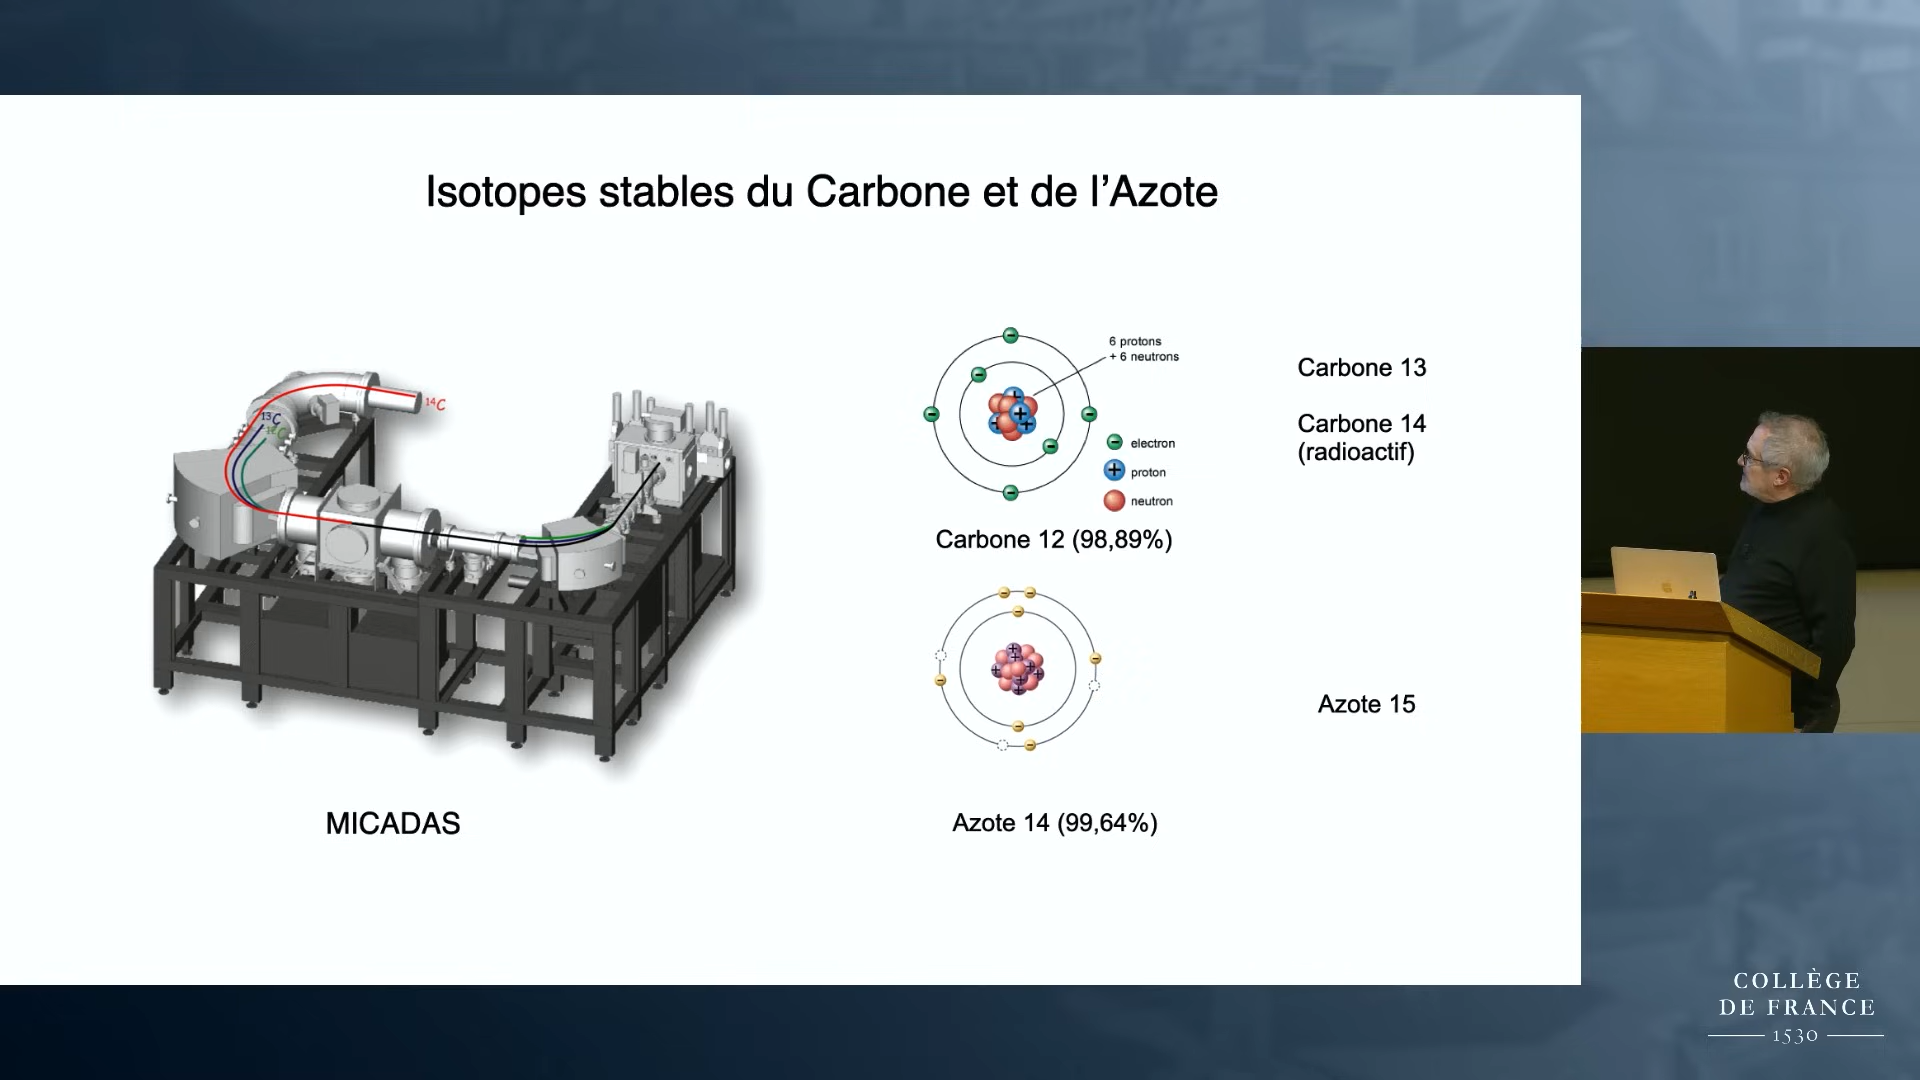 Isotopes stables du Carbone et de l'Azote
14C
13C
12C
MICADAS
6 protons
+ 6 neutrons
electron
proton
neutron
Carbone 12 (98,89%)
Carbone 13
Carbone 14
(radioactif)
Azote 14 (99,64%)
Azote 15
COLLÈGE
DE FRANCE
1530